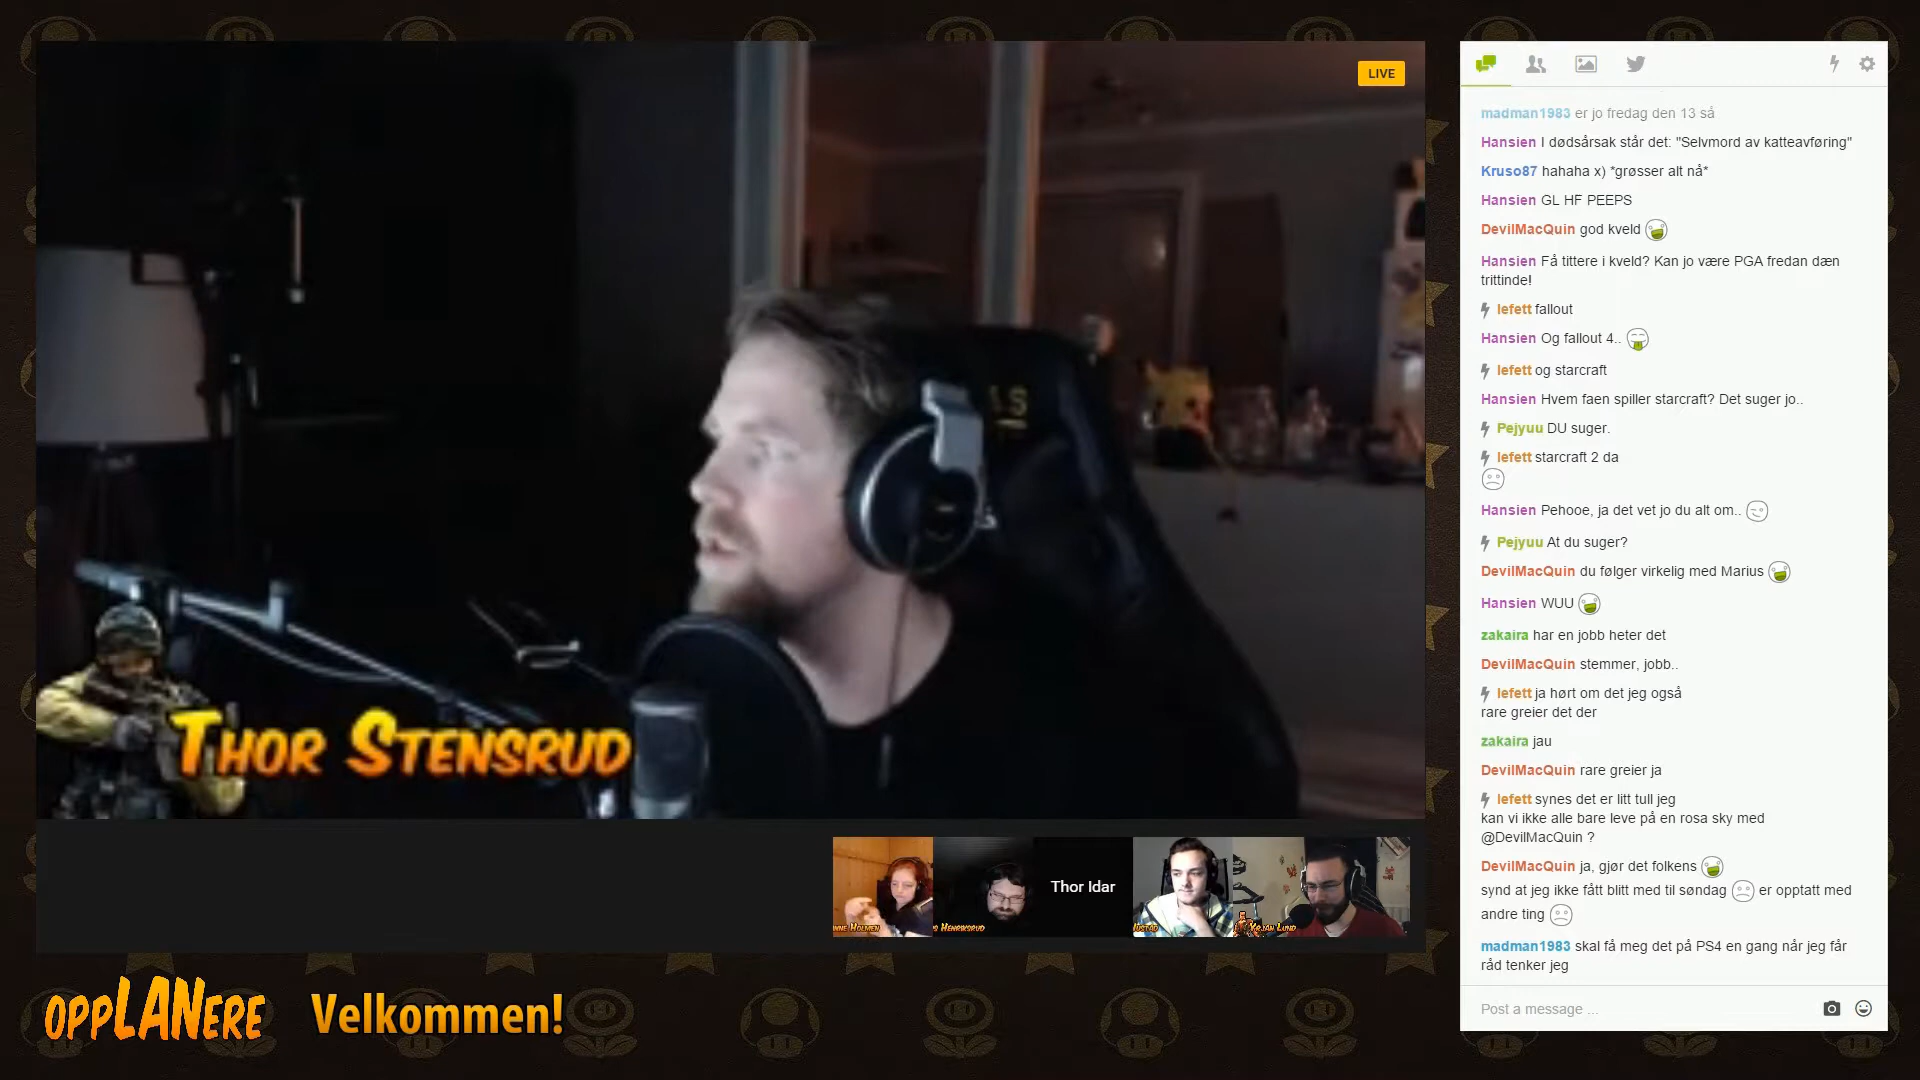 LIVE
THOR STENSRUD
NNE HOLMEN
S HENRIKSRUD
Thor Idar
USTAD
ØRJAN LUND
OPPLANERE
Velkommen!
madman1983 er jo fredag den 13 så
Hansien I dødsårsak står det: "Selvmord av katteavføring"
Kruso87 hahaha x) *grøsser alt nå*
Hansien GL HF PEEPS
DevilMacQuin god kveld
Hansien Få tittere i kveld? Kan jo være PGA fredan dæn
trittinde!
lefett fallout
Hansien Og fallout 4..
lefett og starcraft
Hansien Hvem faen spiller starcraft? Det suger jo..
Pejyuu DU suger.
lefett starcraft 2 da
Hansien Pehooe, ja det vet jo du alt om..
Pejyuu At du suger?
DevilMacQuin du følger virkelig med Marius
Hansien WUU
zakaira har en jobb heter det
DevilMacQuin stemmer, jobb..
lefett ja hørt om det jeg også
rare greier det der
zakaira jau
DevilMacQuin rare greier ja
lefett synes det er litt tull jeg
kan vi ikke alle bare leve på en rosa sky med
@DevilMacQuin ?
DevilMacQuin ja, gjør det folkens
synd at jeg ikke fått blitt med til søndag er opptatt med
andre ting
madman1983 skal få meg det på PS4 en gang når jeg får
råd tenker jeg
Post a message ...